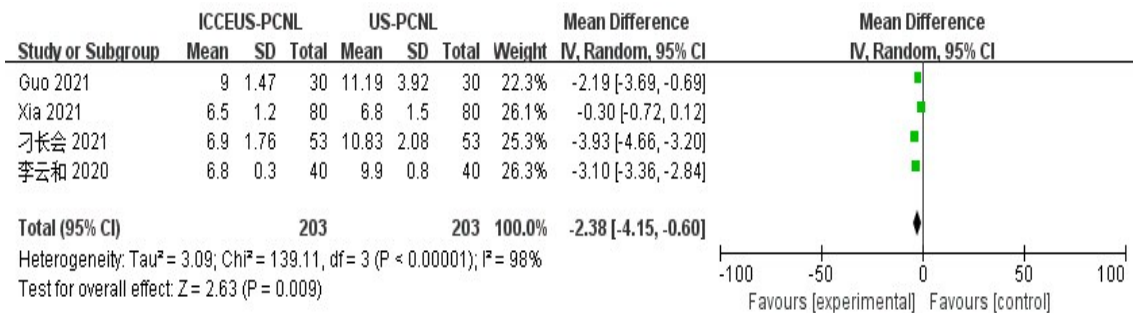 ICCEUS-PCNL US-PCNL Mean Difference Mean Difference
Study or Subgroup Mean SD Total Mean SD Total Weight IV, Random, 95% CI IV, Random, 95% CI
Guo 2021 9 1.47 30 11.19 3.92 30 22.3% -2.19 [-3.69, -0.69]
Xia 2021 6.5 1.2 80 6.8 1.5 80 26.1% -0.30 [-0.72, 0.12]
刁长会 2021 6.9 1.76 53 10.83 2.08 53 25.3% -3.93 [-4.66, -3.20]
李云和 2020 6.8 0.3 40 9.9 0.8 40 26.3% -3.10 [-3.36, -2.84]
Total (95% CI) 203 203 100.0% -2.38 [-4.15, -0.60]
Heterogeneity: Tau² = 3.09; Chi² = 139.11, df = 3 (P < 0.00001); I² = 98%
Test for overall effect: Z = 2.63 (P = 0.009)
-100 -50 0 50 100
Favours [experimental] Favours [control]